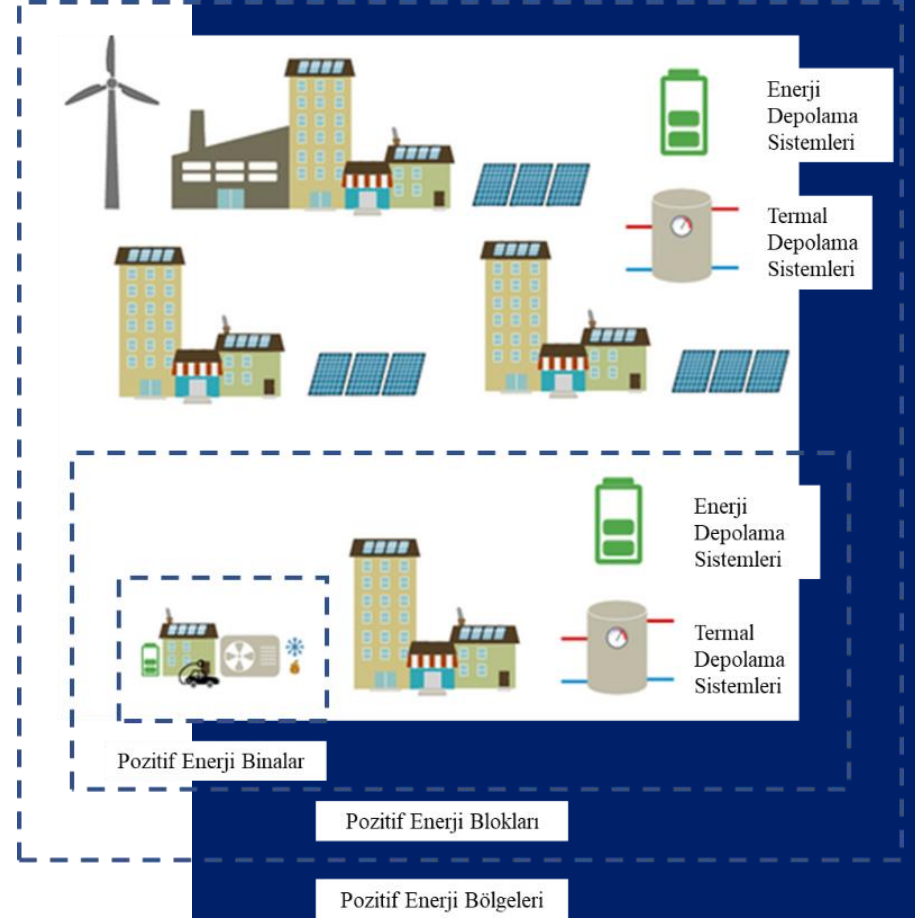 Enerji
Depolama
Sistemleri
Termal
Depolama
Sistemleri
Enerji
Depolama
Sistemleri
Termal
Depolama
Sistemleri
Pozitif Enerji Binalar
Pozitif Enerji Blokları
Pozitif Enerji Bölgeleri